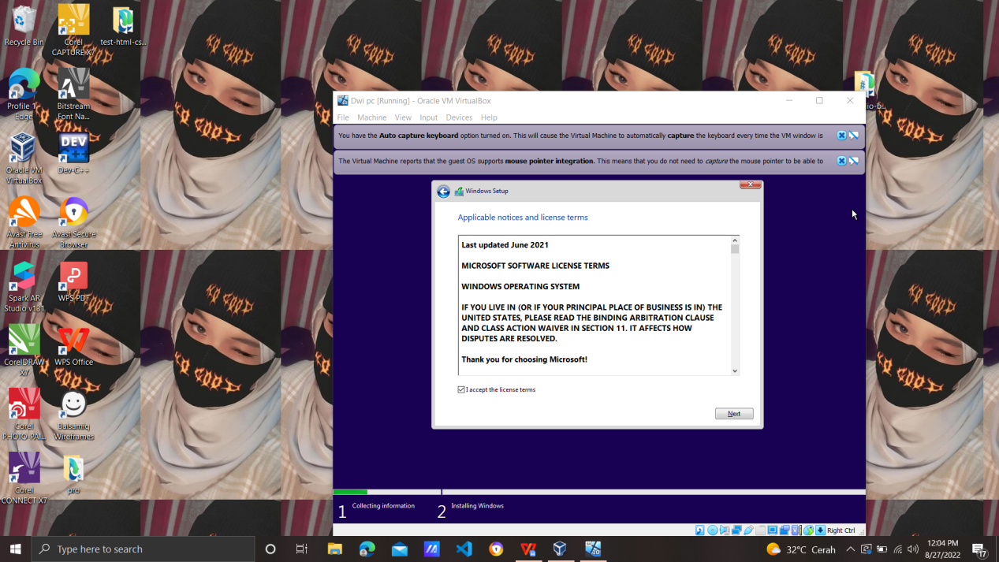 Recycle Bin
Corel
CAPTURE X7
test-html-cs...
Profile 1 -
Edge
Bitstream
Font Na...
Oracle VM
VirtualBox
Dev-C++
Avast Free
Antivirus
Avast Secure
Browser
Spark AR
Studio v131
WPS PDF
CorelDRAW
X7
WPS Office
Corel
PHOTO-PA...
Balsamiq
Wireframes
Corel
CONNECT X7
pro
DEV
NO GOOD
Dwi pc [Running] - Oracle VM VirtualBox
File Machine View Input Devices Help
You have the Auto capture keyboard option turned on. This will cause the Virtual Machine to automatically capture the keyboard every time the VM window is
The Virtual Machine reports that the guest OS supports mouse pointer integration. This means that you do not need to capture the mouse pointer to be able to
Windows Setup
Applicable notices and license terms
Last updated June 2021
MICROSOFT SOFTWARE LICENSE TERMS
WINDOWS OPERATING SYSTEM
IF YOU LIVE IN (OR IF YOUR PRINCIPAL PLACE OF BUSINESS IS IN) THE
UNITED STATES, PLEASE READ THE BINDING ARBITRATION CLAUSE
AND CLASS ACTION WAIVER IN SECTION 11. IT AFFECTS HOW
DISPUTES ARE RESOLVED.
Thank you for choosing Microsoft!
I accept the license terms
Next
1 Collecting information
2 Installing Windows
Right Ctrl
Type here to search
32°C Cerah
12:04 PM
8/27/2022
17